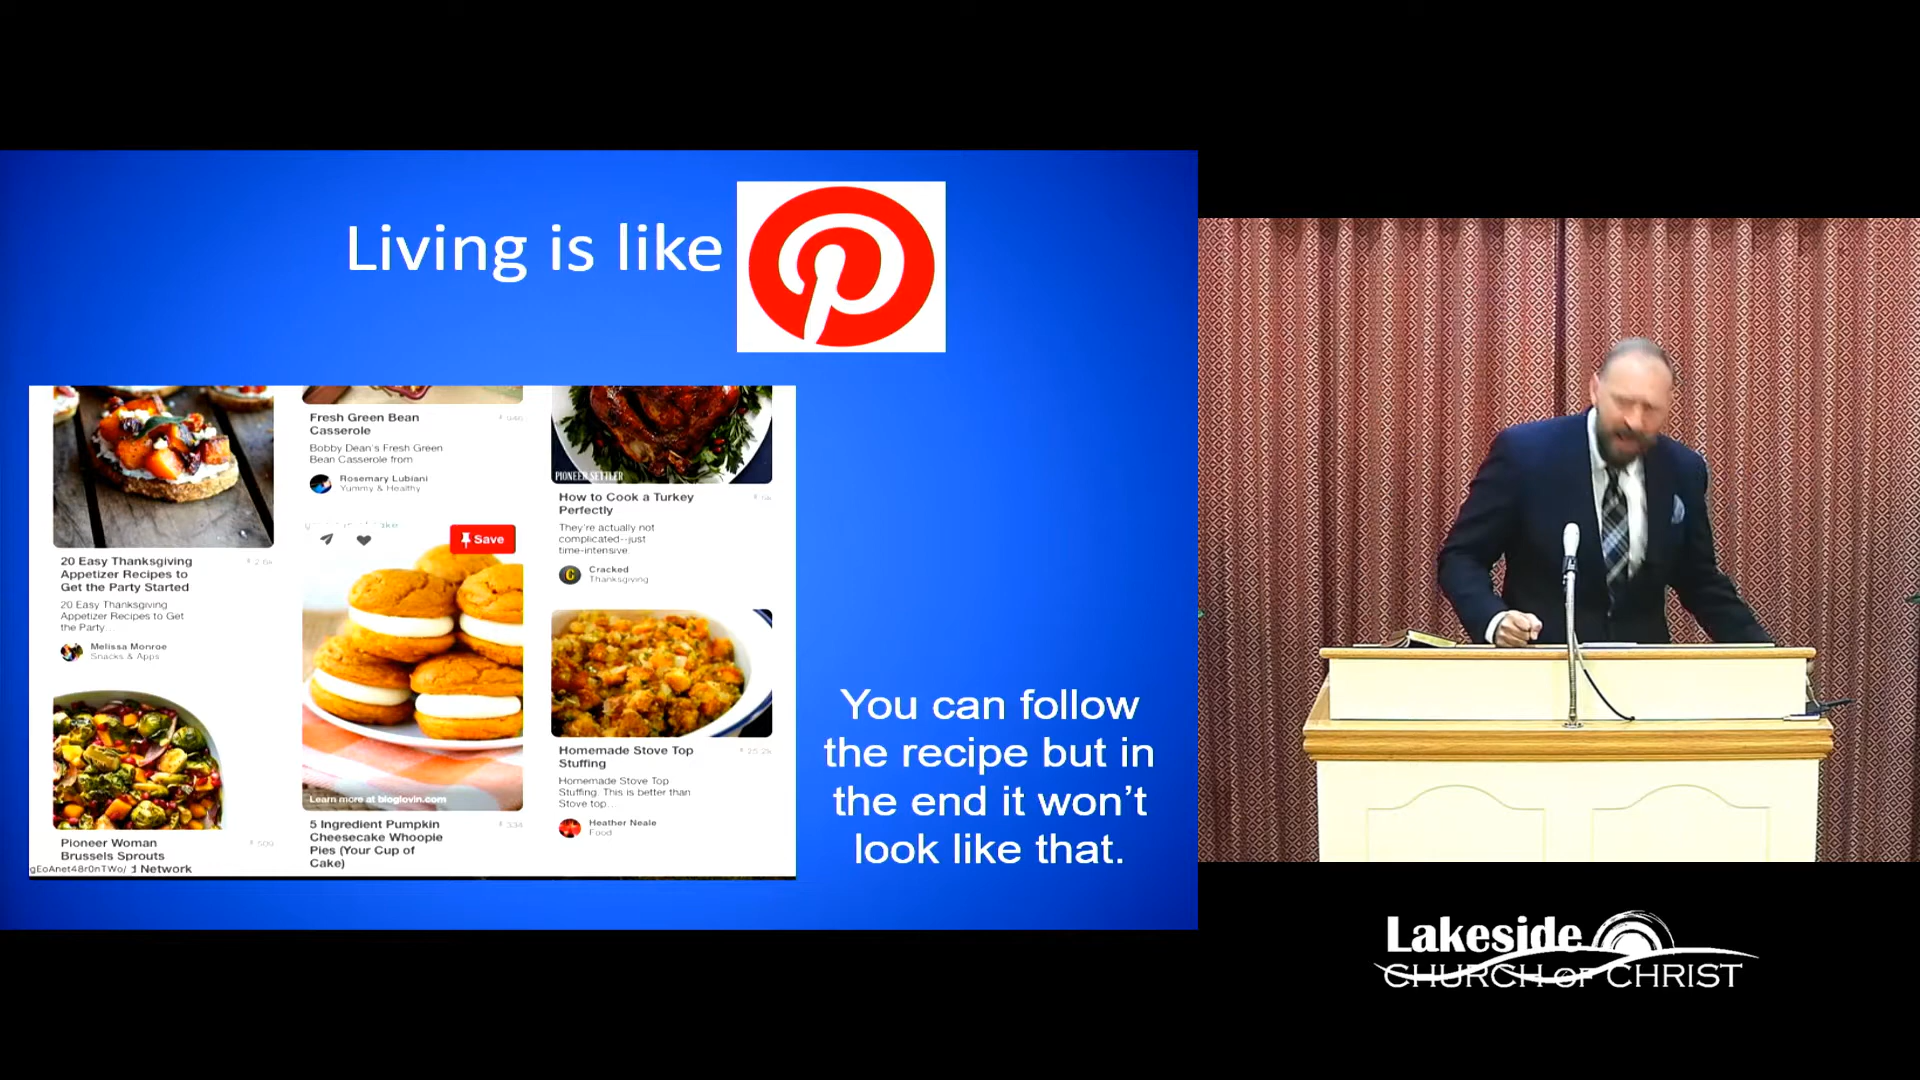 Living is like
20 Easy Thanksgiving
Appetizer Recipes to
Get the Party Started
20 Easy Thanksgiving
Appetizer Recipes to Get
the Party...
Melissa Monroe
Snacks & Apps
Pioneer Woman
Brussels Sprouts
1 Network
Fresh Green Bean
Casserole
Bobby Dean's Fresh Green
Bean Casserole from
Rosemary Lubiani
Yummy & Healthy
Save
Learn more at bloglovin.com
5 Ingredient Pumpkin
Cheesecake Whoopie
Pies (Your Cup of
Cake)
334
PIONEER SETTLER
How to Cook a Turkey
Perfectly
They're actually not
complicated--just
time-intensive
Cracked
Thanksgiving
Homemade Stove Top
Stuffing
Homemade Stove Top
Stuffing. This is better than
Stove top...
Heather Neale
Food
You can follow
the recipe but in
the end it won't
look like that.
Lakeside
CHURCH OF CHRIST